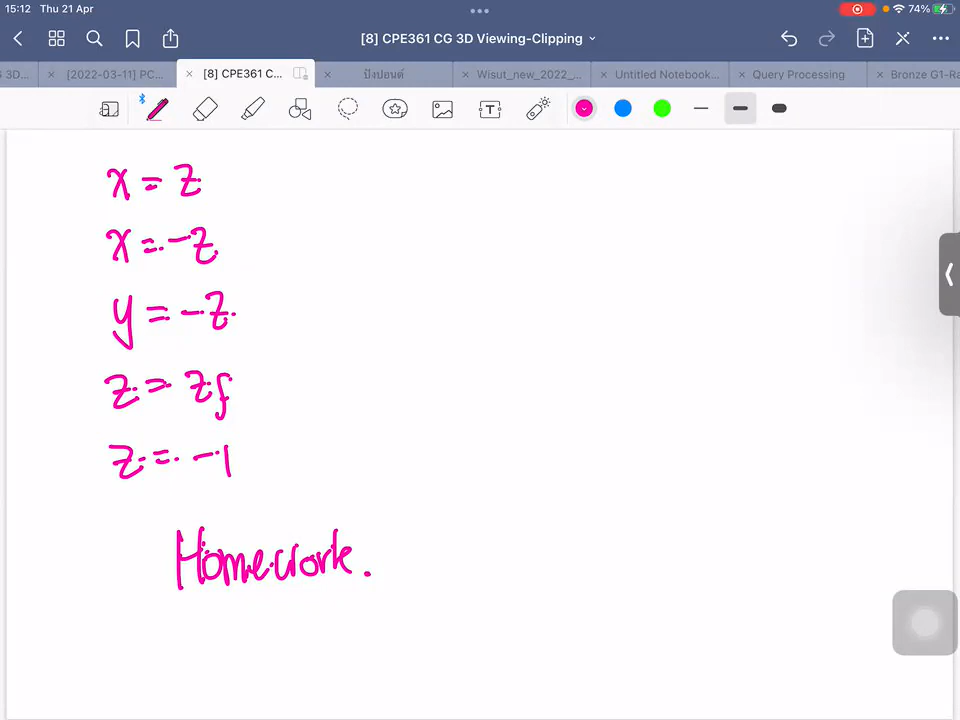 15:12 Thu 21 Apr
74%
[8] CPE361 CG 3D Viewing-Clipping
3D...
[2022-03-11] PC...
[8] CPE361 C...
ปังปอนด์
Wisut_new_2022_...
Untitled Notebook...
Query Processing
Bronze G1-Ra
x = z
x = -z
y = -z
z = zf
z = -1
Homework.